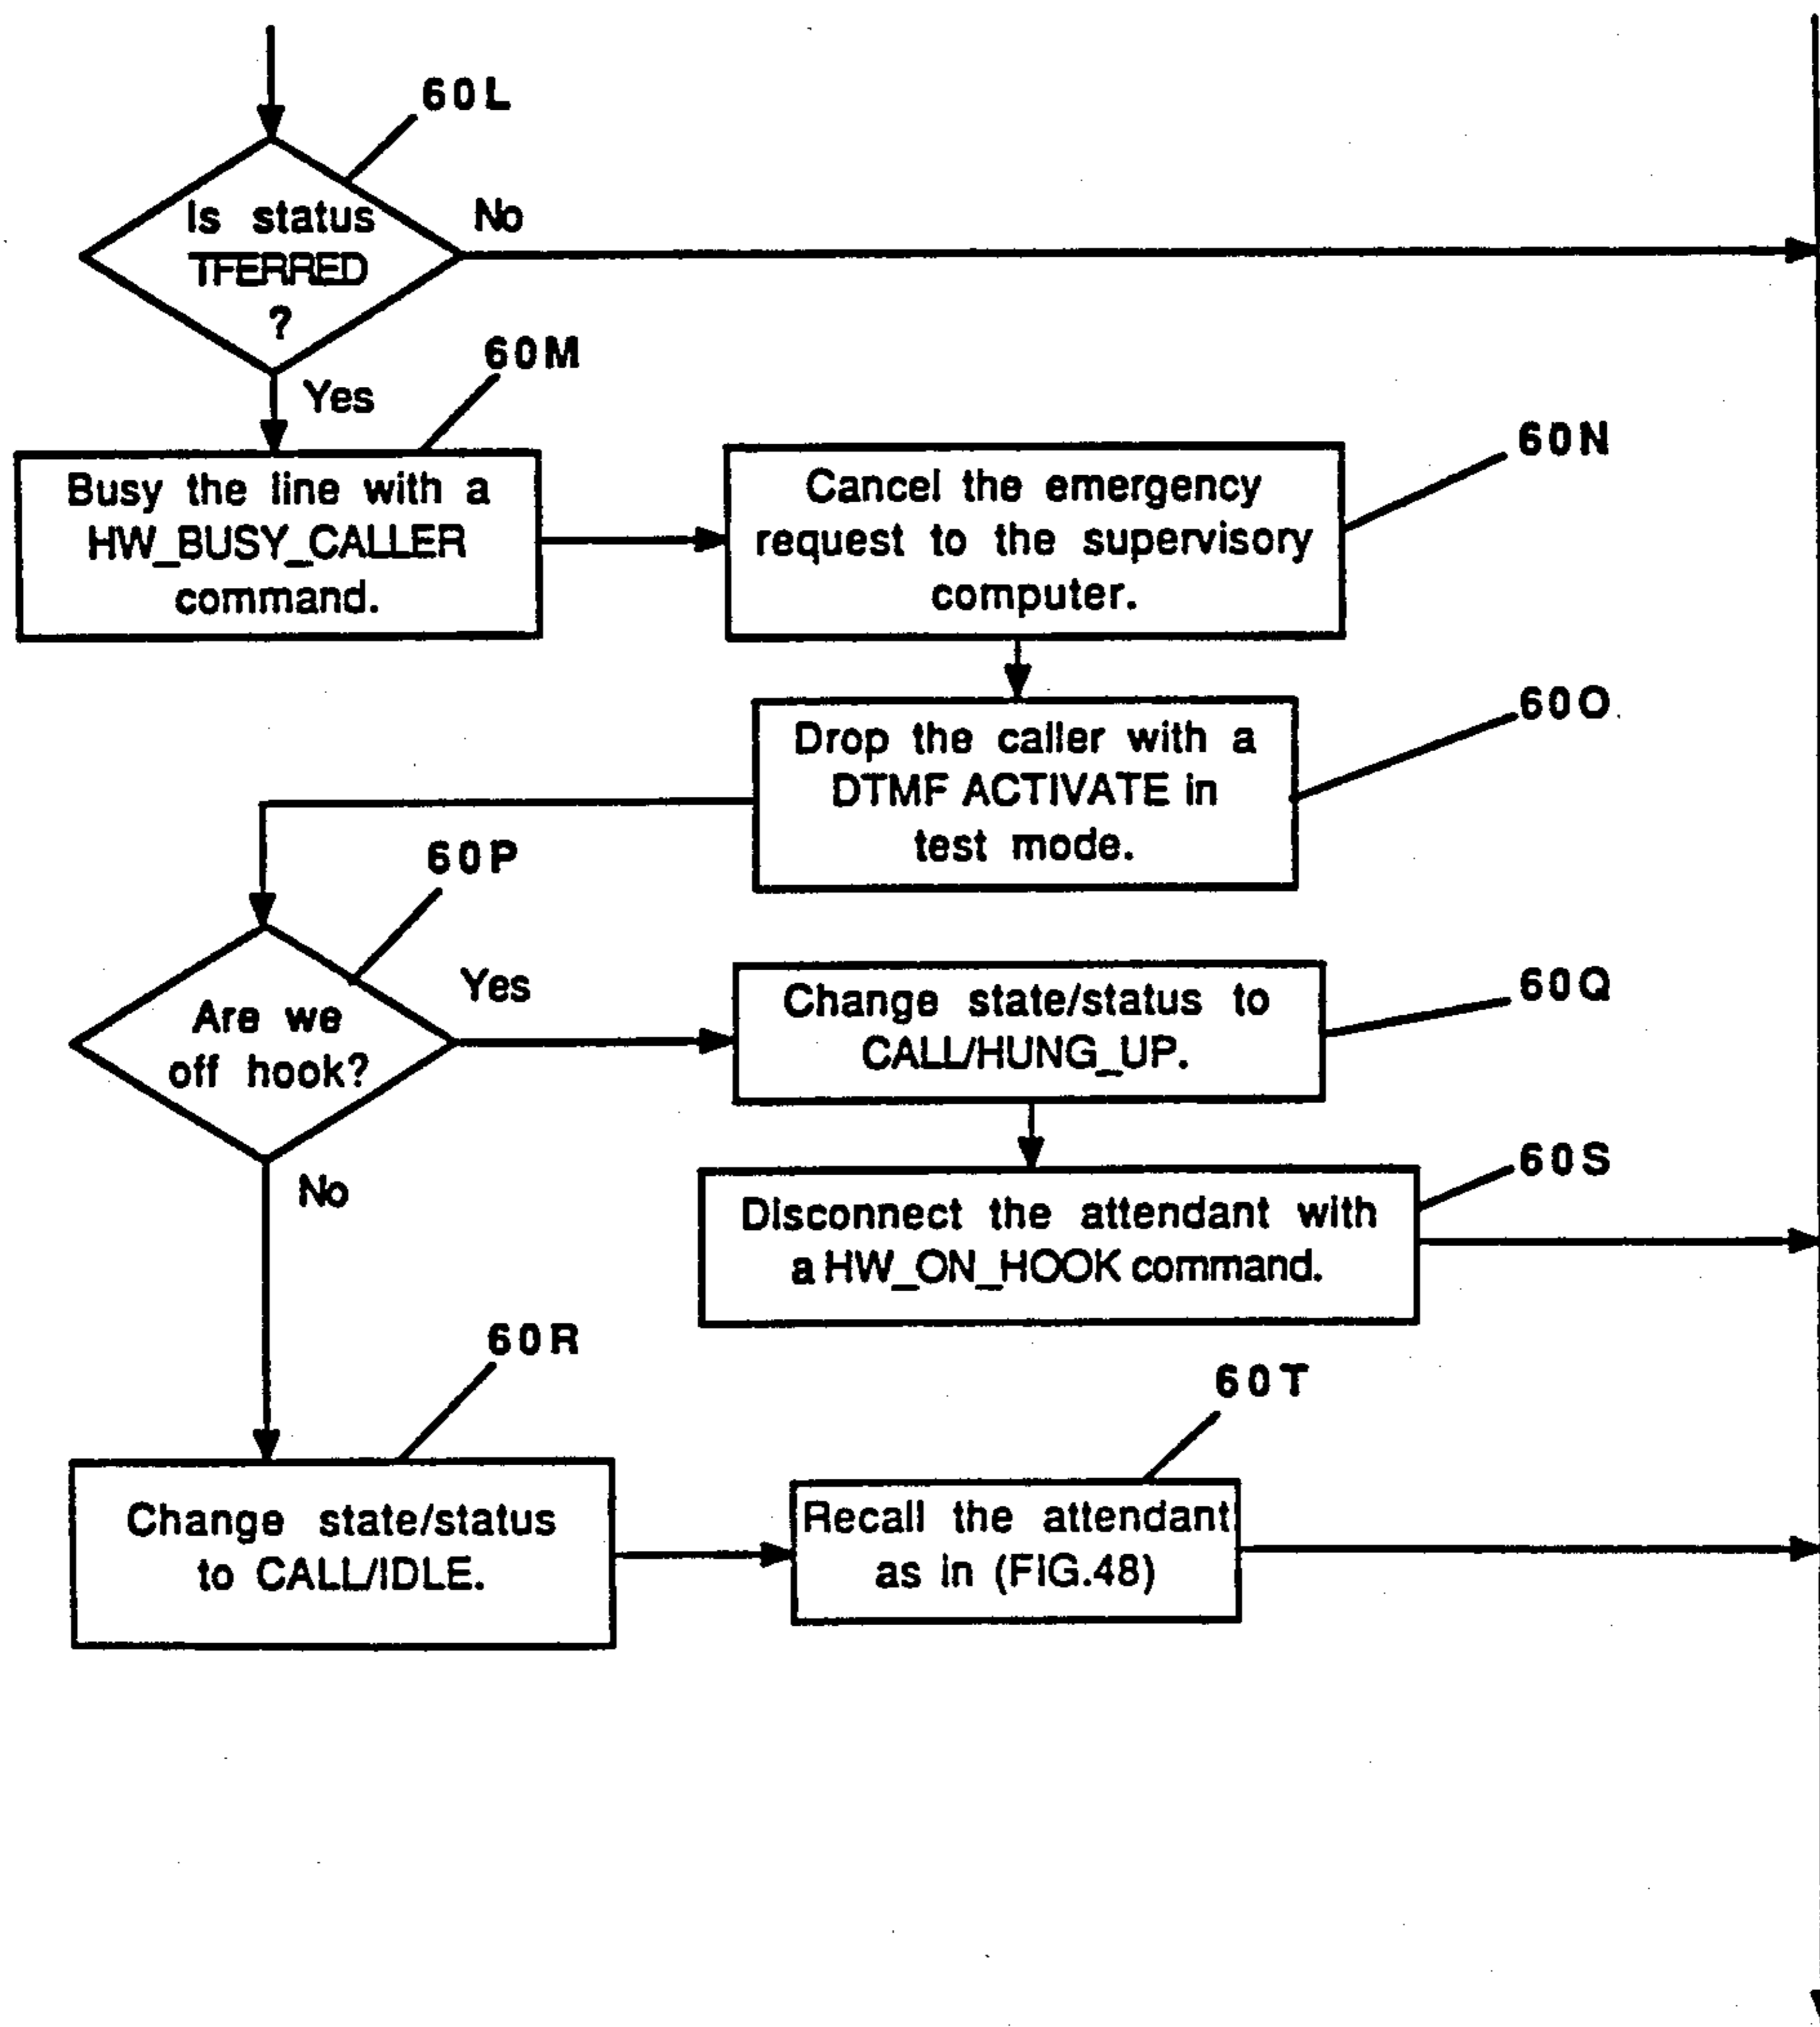 60L
Is status
TFERRED
?
No
Yes
60M
Busy the line with a
HW_BUSY_CALLER
command.
60N
Cancel the emergency
request to the supervisory
computer.
60O
Drop the caller with a
DTMF ACTIVATE in
test mode.
60P
Are we
off hook?
Yes
No
60Q
Change state/status to
CALL/HUNG_UP.
60S
Disconnect the attendant with
a HW_ON_HOOK command.
60R
Change state/status
to CALL/IDLE.
60T
Recall the attendant
as in (FIG.48)